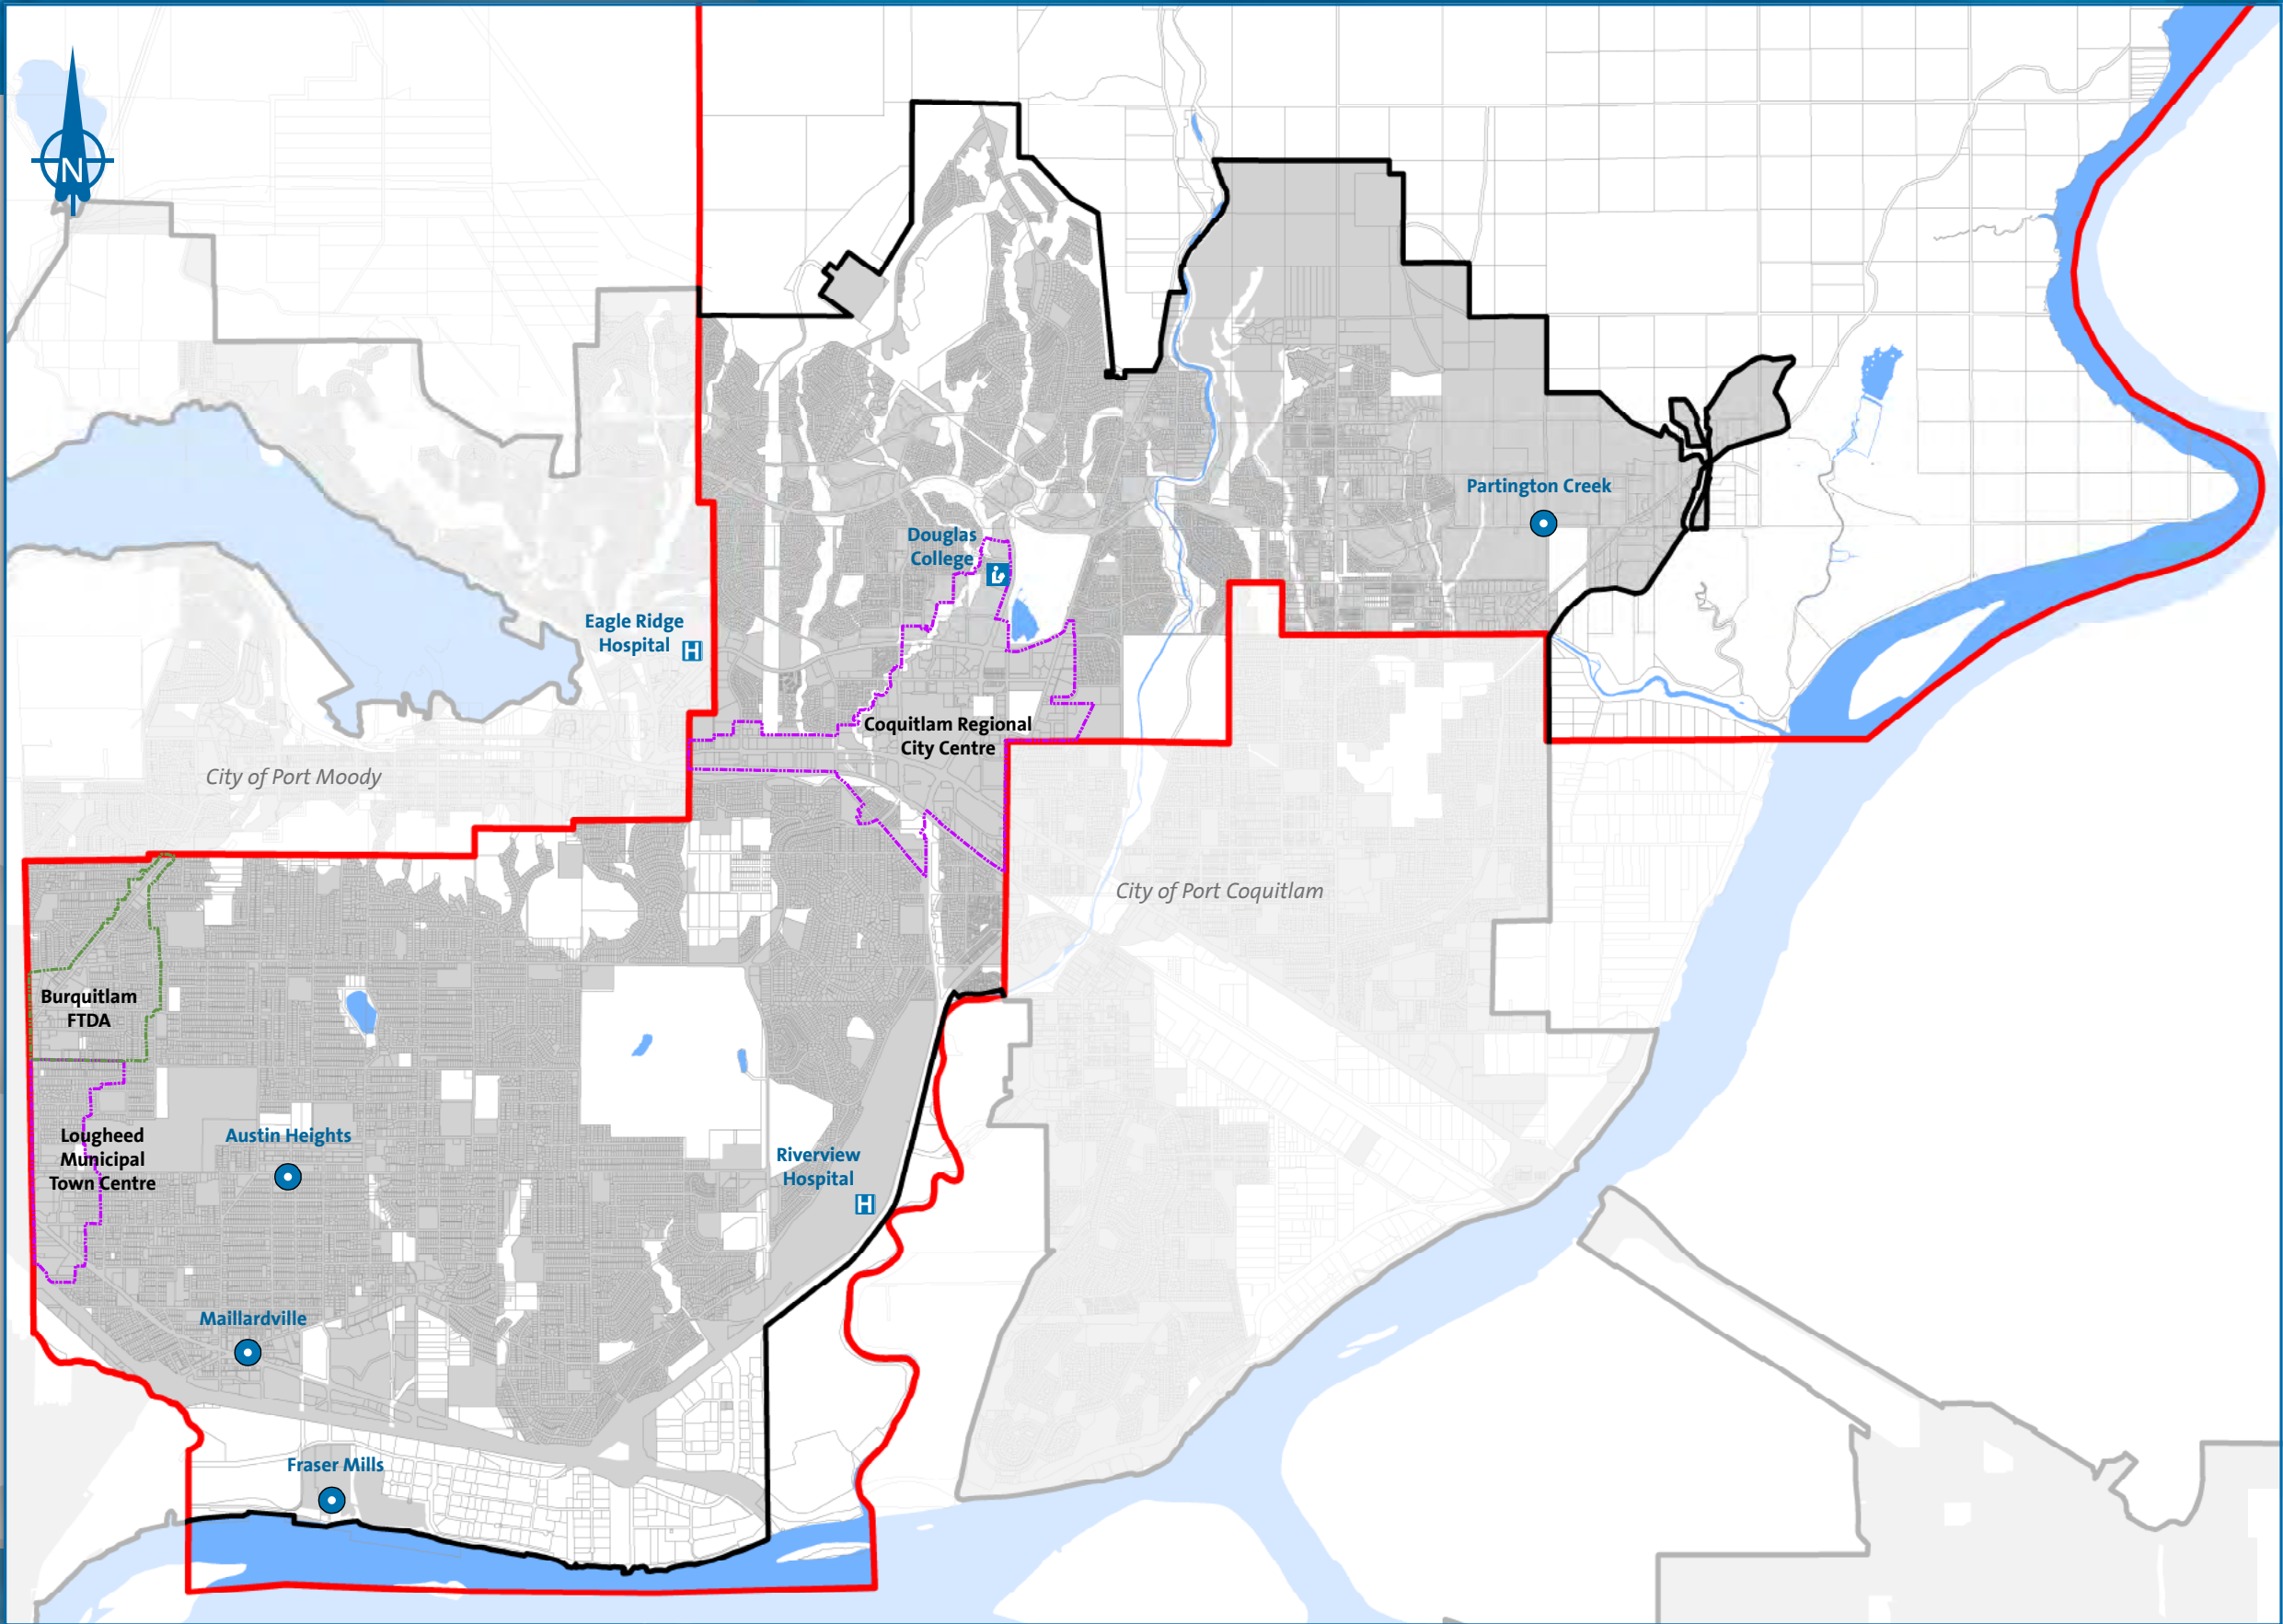 N
Partington Creek
Douglas
College
Eagle Ridge
Hospital
H
Coquitlam Regional
City Centre
City of Port Moody
City of Port Coquitlam
Burquitlam
FTDA
Lougheed
Municipal
Town Centre
Austin Heights
Riverview
Hospital
H
Maillardville
Fraser Mills